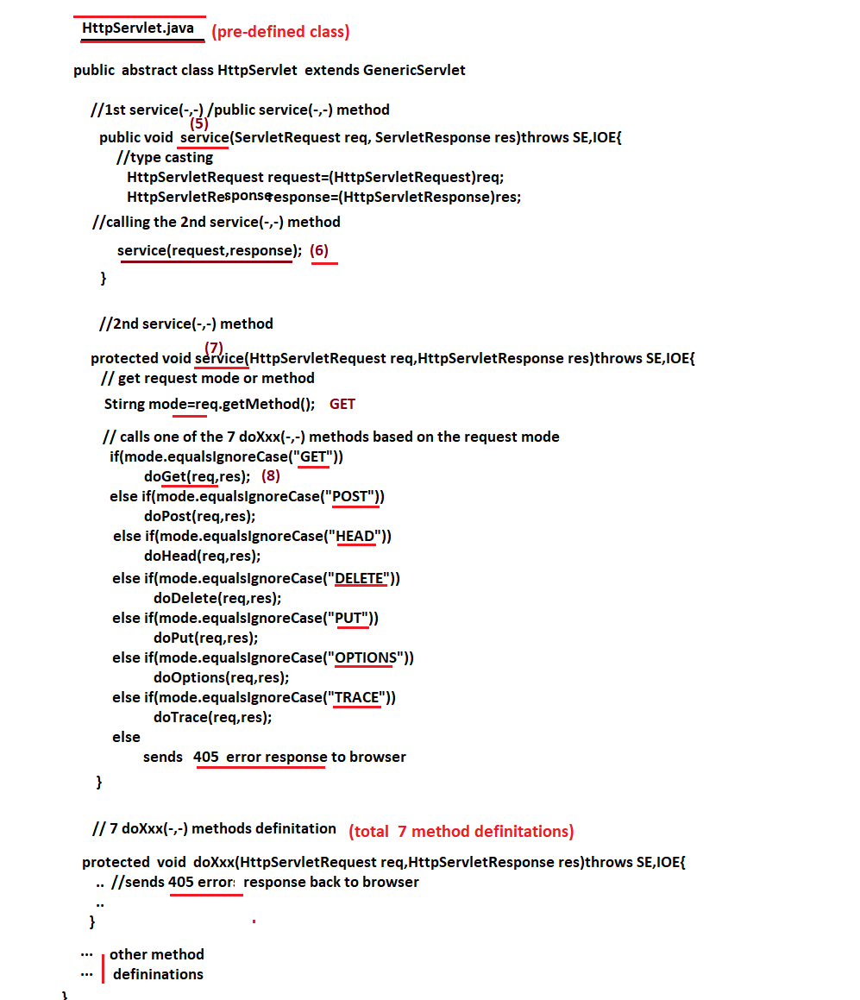 HttpServlet.java (pre-defined class)
public abstract class HttpServlet extends GenericServlet
//1st service(-,-) /public service(-,-) method
(5)
public void service(ServletRequest req, ServletResponse res)throws SE,IOE{
//type casting
HttpServletRequest request=(HttpServletRequest)req;
HttpServletResponse response=(HttpServletResponse)res;
//calling the 2nd service(-,-) method
service(request,response); (6)
}
//2nd service(-,-) method
(7)
protected void service(HttpServletRequest req,HttpServletResponse res)throws SE,IOE{
// get request mode or method
Stirng mode=req.getMethod(); GET
// calls one of the 7 doXxx(-,-) methods based on the request mode
if(mode.equalsIgnoreCase("GET"))
doGet(req,res); (8)
else if(mode.equalsIgnoreCase("POST"))
doPost(req,res);
else if(mode.equalsIgnoreCase("HEAD"))
doHead(req,res);
else if(mode.equalsIgnoreCase("DELETE"))
doDelete(req,res);
else if(mode.equalsIgnoreCase("PUT"))
doPut(req,res);
else if(mode.equalsIgnoreCase("OPTIONS"))
doOptions(req,res);
else if(mode.equalsIgnoreCase("TRACE"))
doTrace(req,res);
else
sends 405 error response to browser
}
// 7 doXxx(-,-) methods definitation (total 7 method definitations)
protected void doXxx(HttpServletRequest req,HttpServletResponse res)throws SE,IOE{
.. //sends 405 error: response back to browser
..
}
... other method
... defininations
}